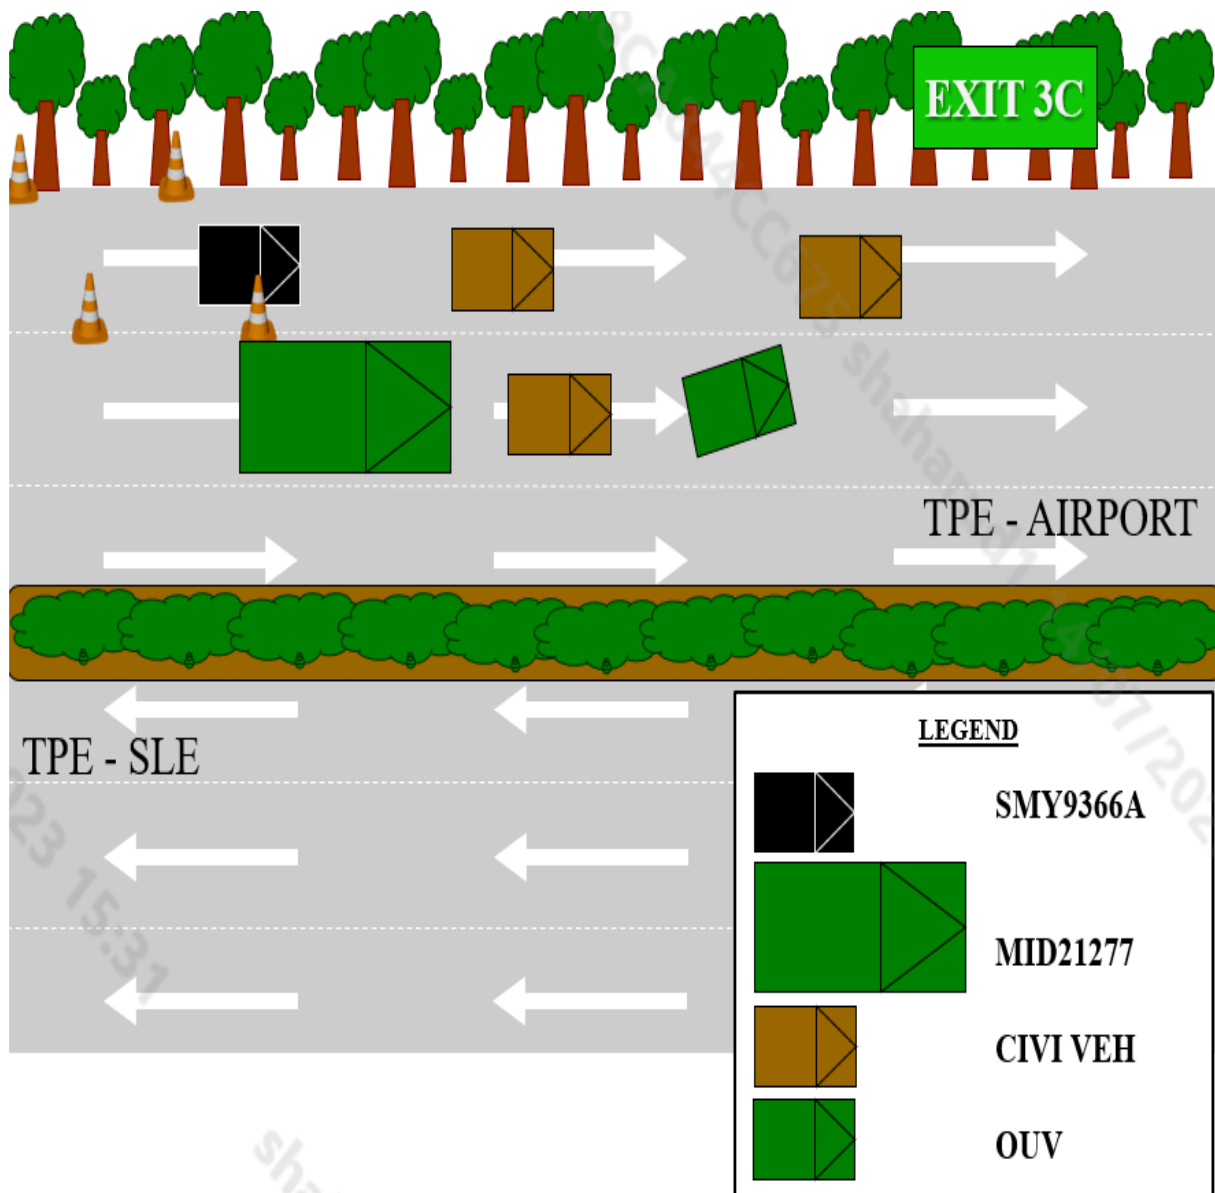 EXIT 3C
TPE - AIRPORT
TPE - SLE
LEGEND
SMY9366A
MID21277
CIVI VEH
OUV